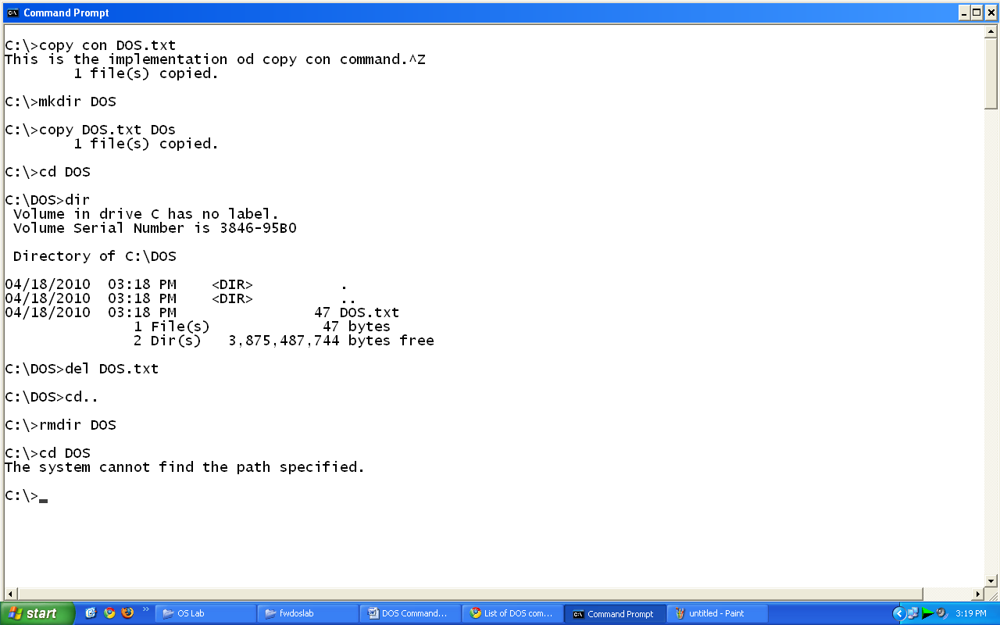 Command Prompt
C:\>copy con DOS.txt
This is the implementation od copy con command.^Z
        1 file(s) copied.
C:\>mkdir DOS
C:\>copy DOS.txt DOs
        1 file(s) copied.
C:\>cd DOS
C:\DOS>dir
 Volume in drive C has no label.
 Volume Serial Number is 3846-95B0
 Directory of C:\DOS
04/18/2010  03:18 PM    <DIR>          .
04/18/2010  03:18 PM    <DIR>          ..
04/18/2010  03:18 PM                47 DOS.txt
               1 File(s)             47 bytes
               2 Dir(s)   3,875,487,744 bytes free
C:\DOS>del DOS.txt
C:\DOS>cd..
C:\>rmdir DOS
C:\>cd DOS
The system cannot find the path specified.
C:\>_
start » OS Lab fwdoslab DOS Command... List of DOS com... Command Prompt untitled - Paint 3:19 PM